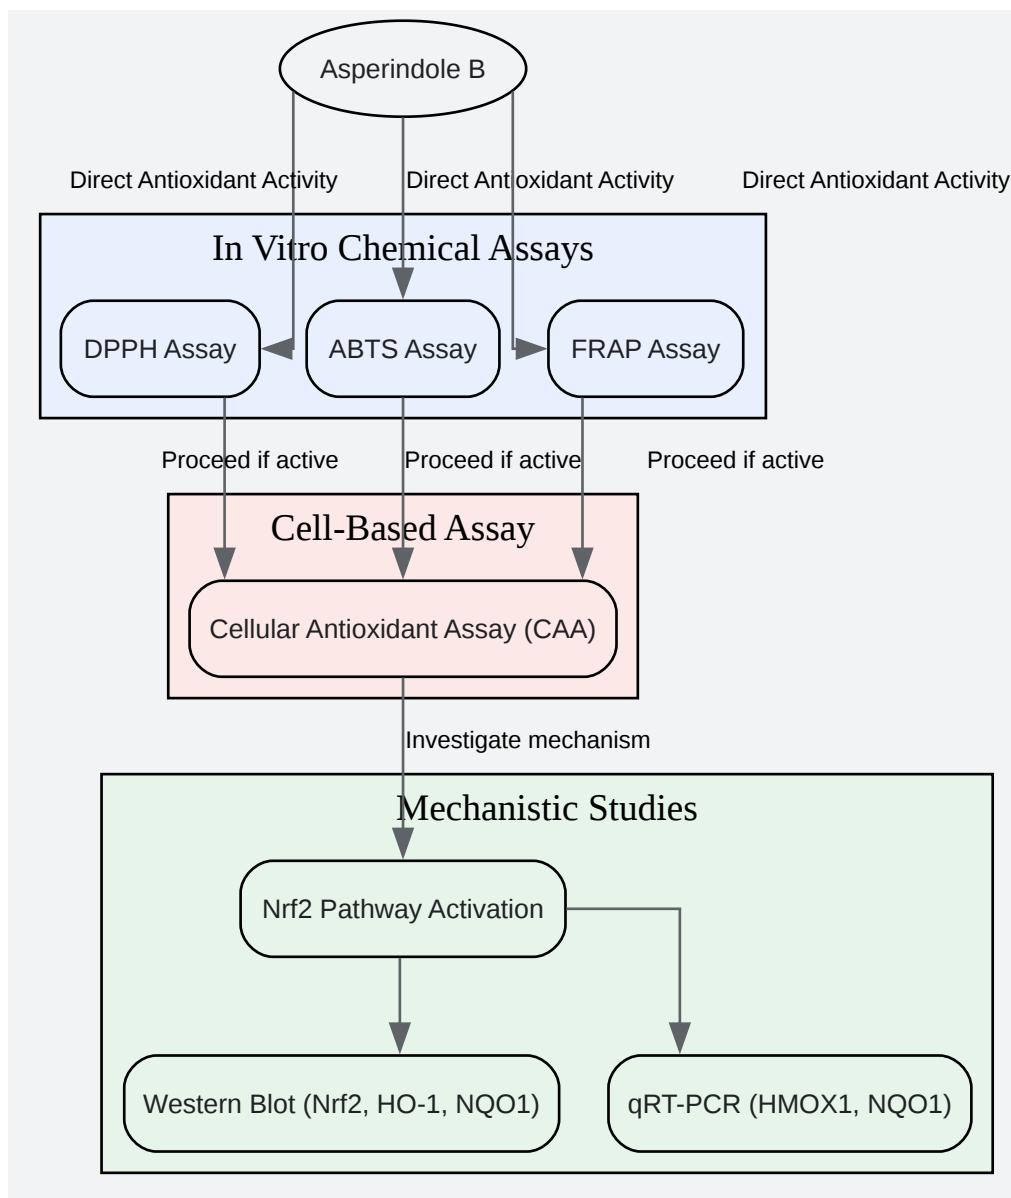 Asperindole B
Direct Antioxidant Activity
Direct Antioxidant Activity
Direct Antioxidant Activity
In Vitro Chemical Assays
DPPH Assay
ABTS Assay
FRAP Assay
Proceed if active
Proceed if active
Proceed if active
Cell-Based Assay
Cellular Antioxidant Assay (CAA)
Investigate mechanism
Mechanistic Studies
Nrf2 Pathway Activation
Western Blot (Nrf2, HO-1, NQO1)
qRT-PCR (HMOX1, NQO1)